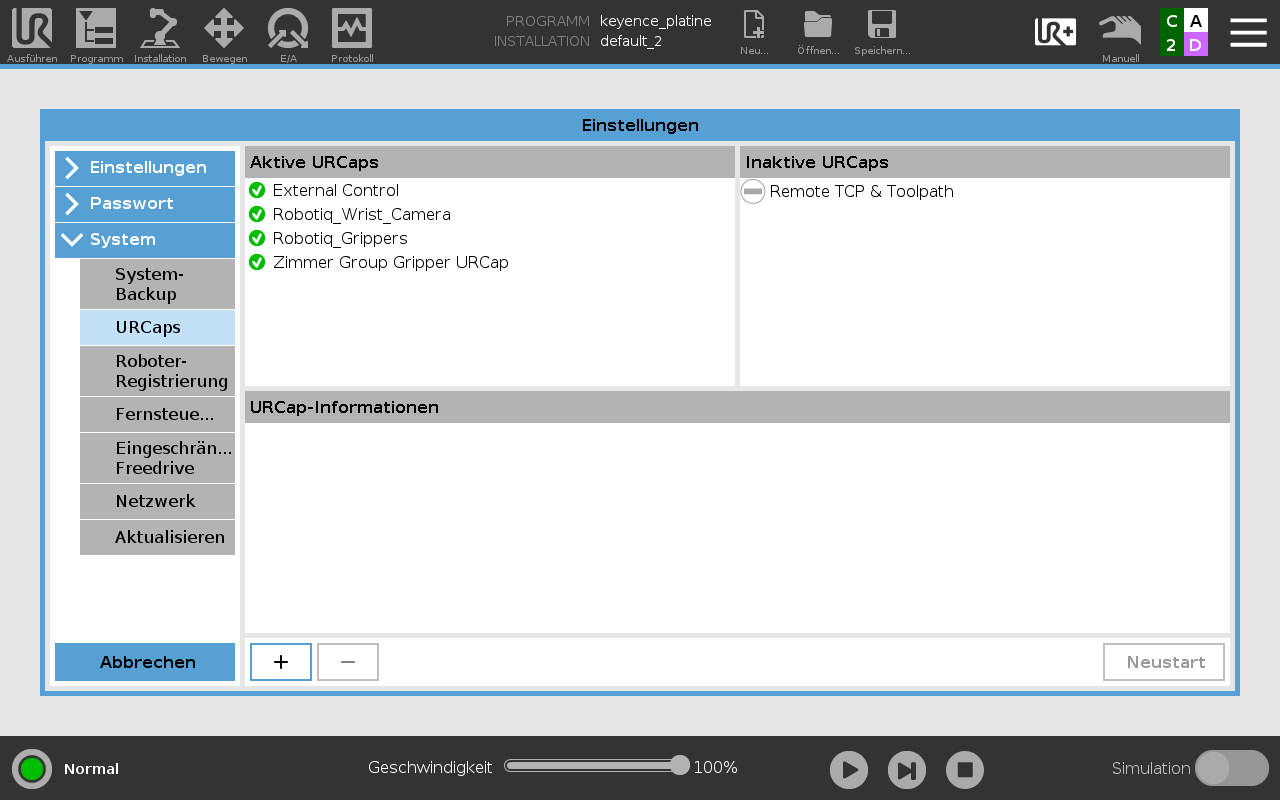 Ausführen
Programm
Installation
Bewegen
E/A
Protokoll
PROGRAMM keyence_platine
INSTALLATION default_2
Neu...
Öffnen...
Speichern...
UR+
Manuell
C A
2 D
Einstellungen
Einstellungen
Passwort
System
System-
Backup
URCaps
Roboter-
Registrierung
Fernsteue...
Eingeschrän...
Freedrive
Netzwerk
Aktualisieren
Abbrechen
Aktive URCaps
External Control
Robotiq_Wrist_Camera
Robotiq_Grippers
Zimmer Group Gripper URCap
Inaktive URCaps
Remote TCP & Toolpath
URCap-Informationen
+ −
Neustart
Normal
Geschwindigkeit 100%
Simulation